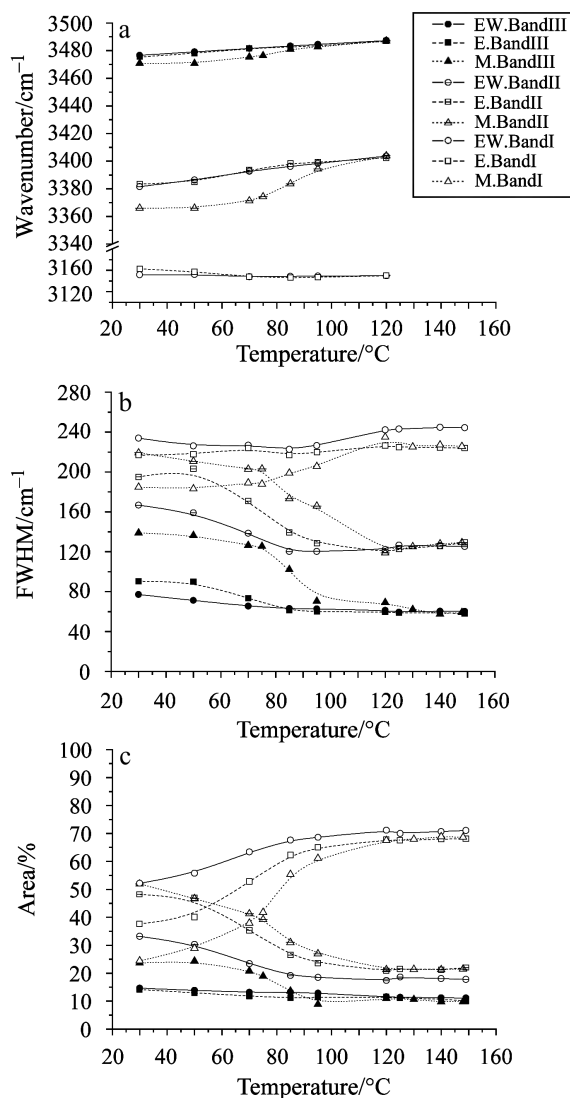 a
3500
3480
3460
3440
3420
3400
3380
3360
3340
3160
3120
Wavenumber/cm−1
20 40 60 80 100 120 140 160
Temperature/°C
EW.BandIII
E.BandIII
M.BandIII
EW.BandII
E.BandII
M.BandII
EW.BandI
E.BandI
M.BandI
b
280
240
200
160
120
80
40
0
FWHM/cm−1
20 40 60 80 100 120 140 160
Temperature/°C
c
100
90
80
70
60
50
40
30
20
10
0
Area/%
20 40 60 80 100 120 140 160
Temperature/°C